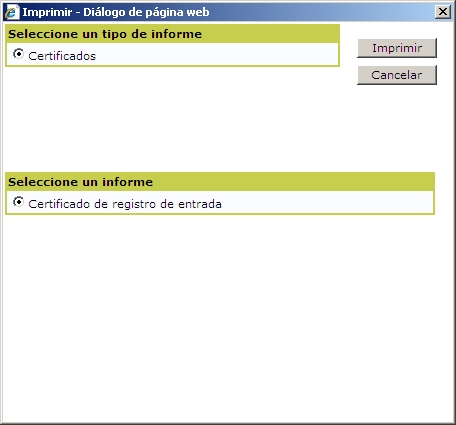 Imprimir - Diálogo de página web
Seleccione un tipo de informe
Certificados
Imprimir
Cancelar
Seleccione un informe
Certificado de registro de entrada